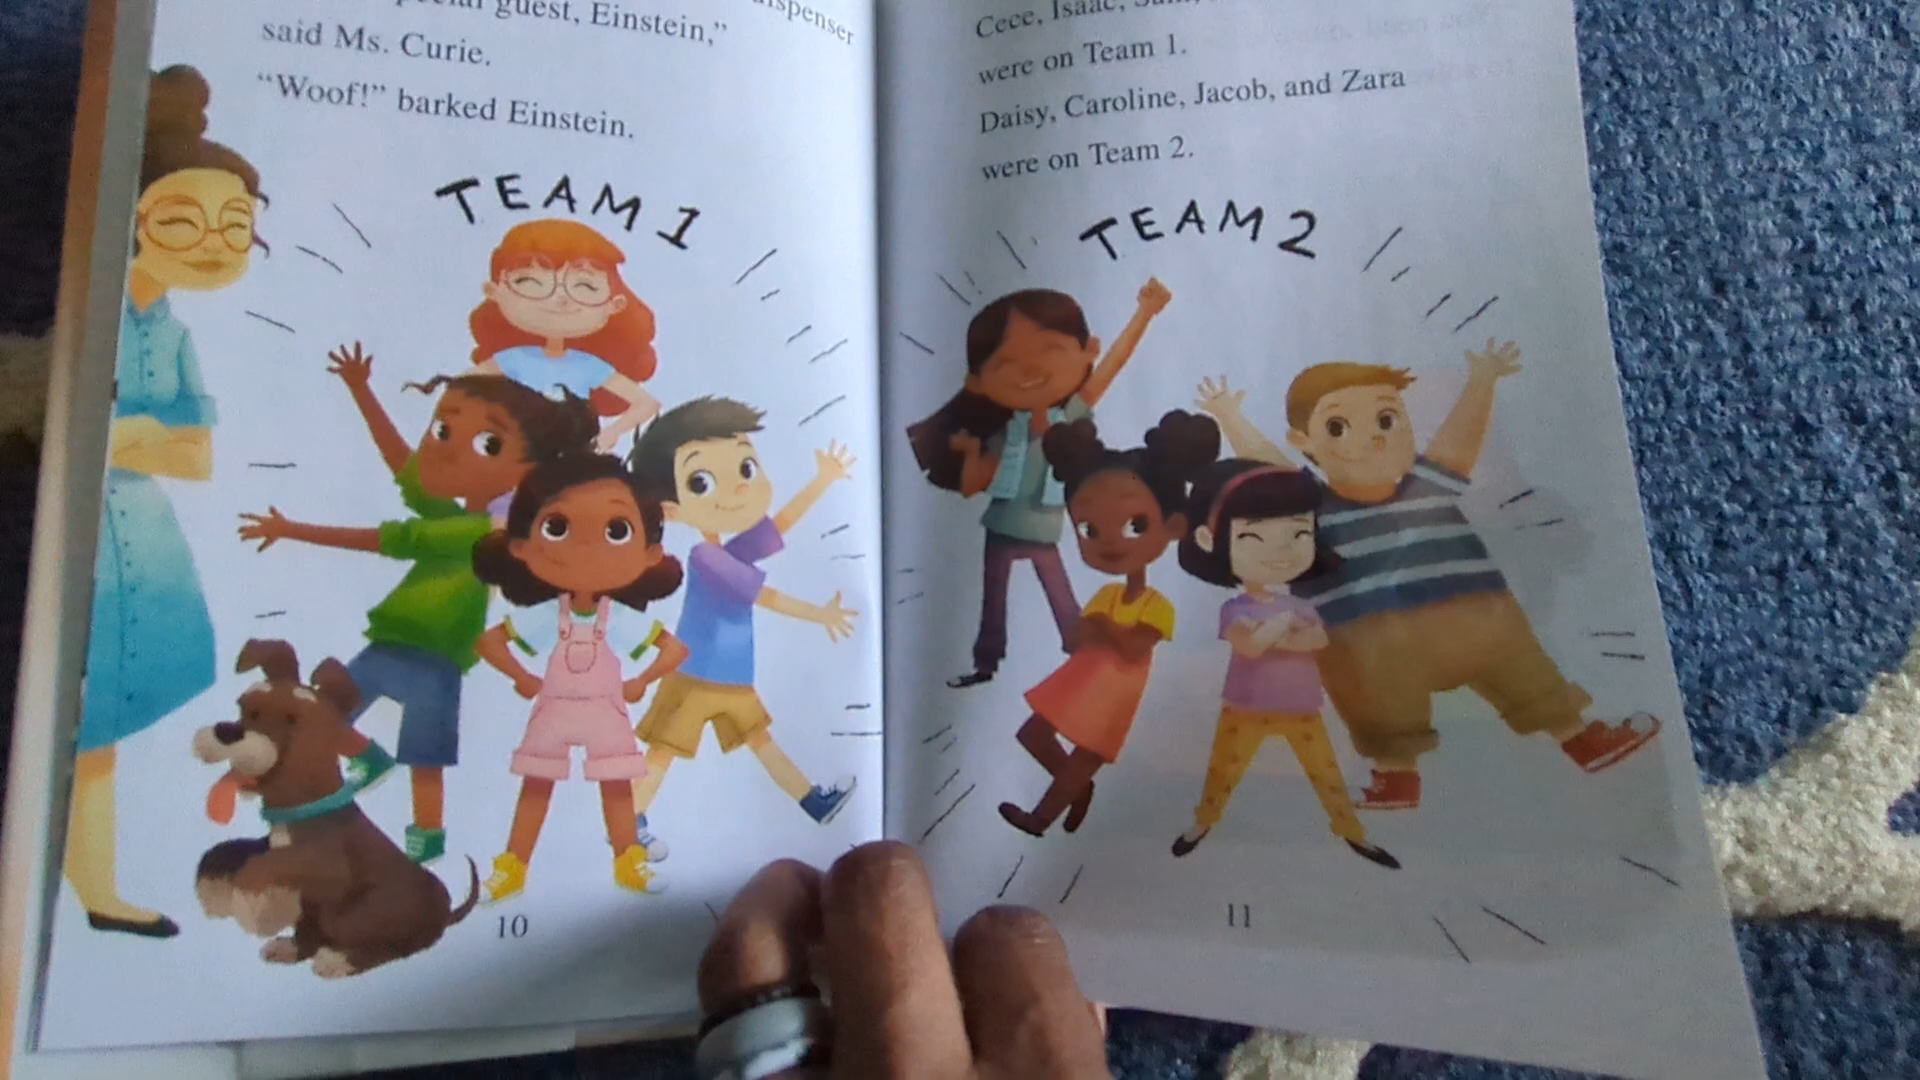 guest, Einstein,”
said Ms. Curie.
“Woof!” barked Einstein.
TEAM 1
10
Cece, Isaac,
were on Team 1.
Daisy, Caroline, Jacob, and Zara
were on Team 2.
TEAM 2
11